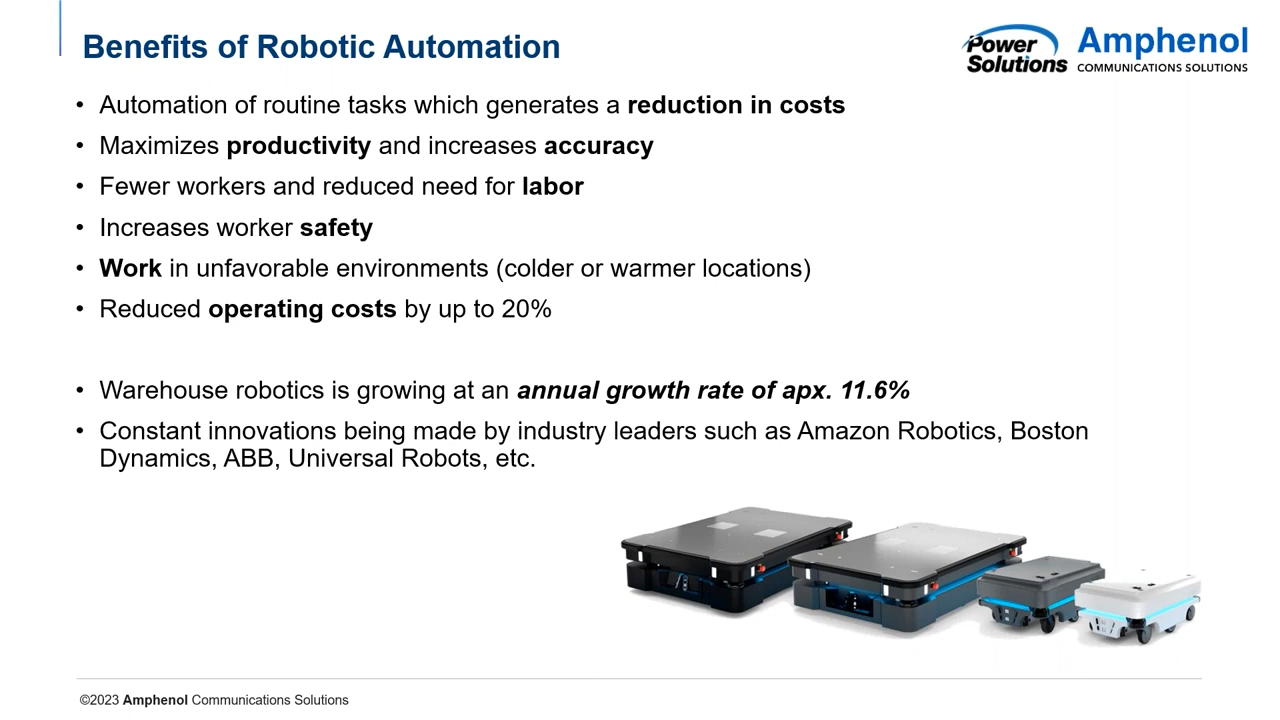 Benefits of Robotic Automation
Power
Solutions
Amphenol
COMMUNICATIONS SOLUTIONS
• Automation of routine tasks which generates a reduction in costs
• Maximizes productivity and increases accuracy
• Fewer workers and reduced need for labor
• Increases worker safety
• Work in unfavorable environments (colder or warmer locations)
• Reduced operating costs by up to 20%
• Warehouse robotics is growing at an annual growth rate of apx. 11.6%
• Constant innovations being made by industry leaders such as Amazon Robotics, Boston
Dynamics, ABB, Universal Robots, etc.
©2023 Amphenol Communications Solutions